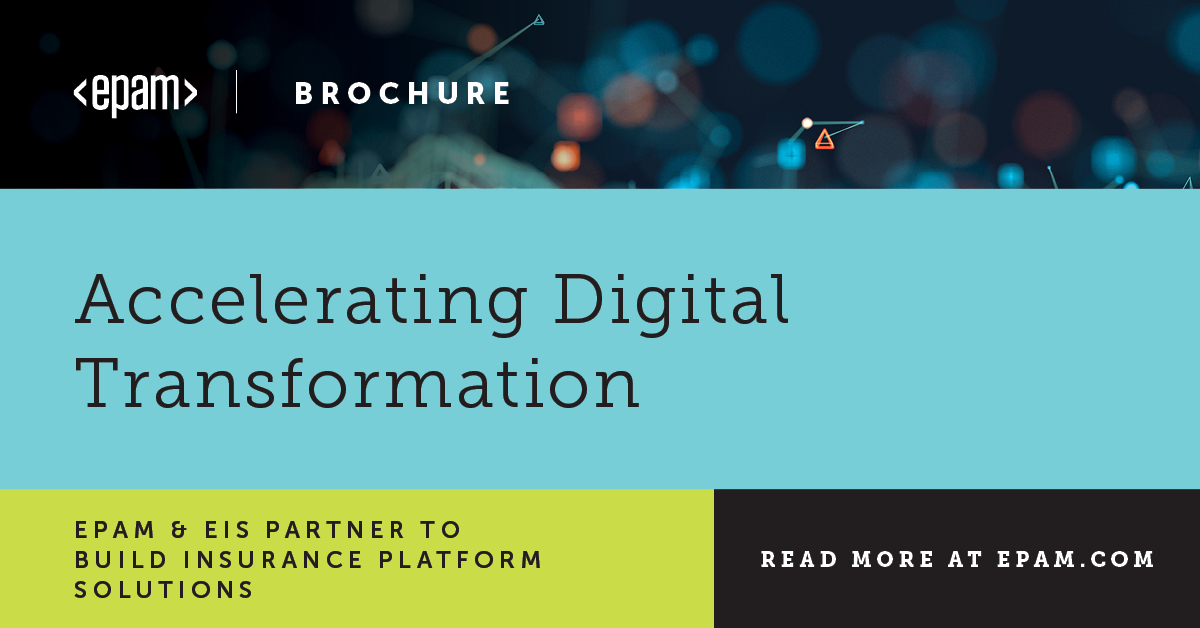 <epam> | BROCHURE
Accelerating Digital
Transformation
EPAM & EIS PARTNER TO
BUILD INSURANCE PLATFORM
SOLUTIONS
READ MORE AT EPAM.COM